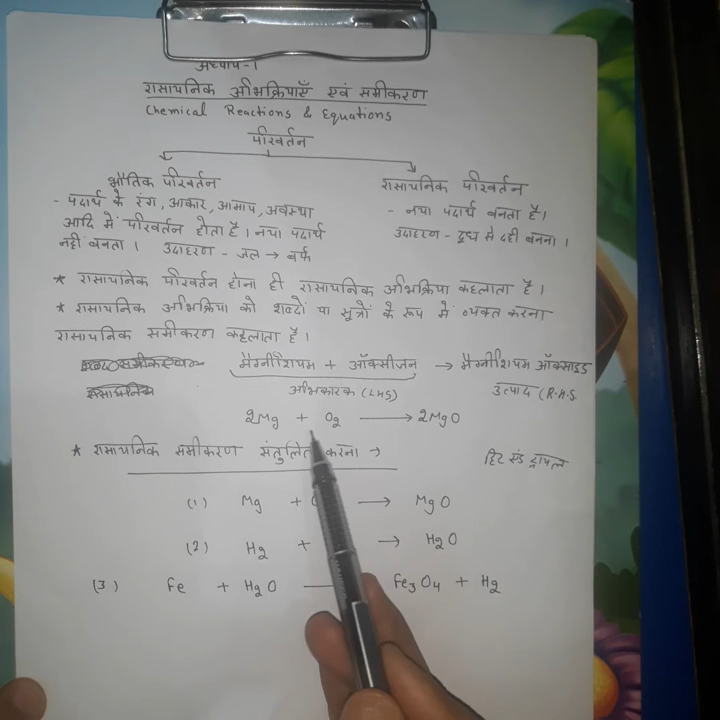 अध्याय-1
रासायनिक अभिक्रियाएँ एवं समीकरण
Chemical Reactions & Equations
परिवर्तन
भौतिक परिवर्तन
- पदार्थ के रंग, आकार, आमाप, अवस्था
आदि में परिवर्तन होता है। नया पदार्थ
नहीं बनता। उदाहरण - जल → बर्फ
रासायनिक परिवर्तन
- नया पदार्थ बनता है।
उदाहरण - दुध से दही बनना।
* रासायनिक परिवर्तन होना ही रासायनिक अभिक्रिया कहलाता है।
* रासायनिक अभिक्रिया को शब्दों या सूत्रों के रूप में व्यक्त करना
रासायनिक समीकरण कहलाता है।
मैग्नीशियम + ऑक्सीजन → मैग्नीशियम ऑक्साइड
अभिकारक (LHS) उत्पाद (R.H.S.
2Mg + O2 → 2MgO
* रासायनिक समीकरण संतुलित करना → हिट एंड ट्रायल
(1) Mg + → MgO
(2) H2 + → H2O
(3) Fe + H2O Fe3O4 + H2